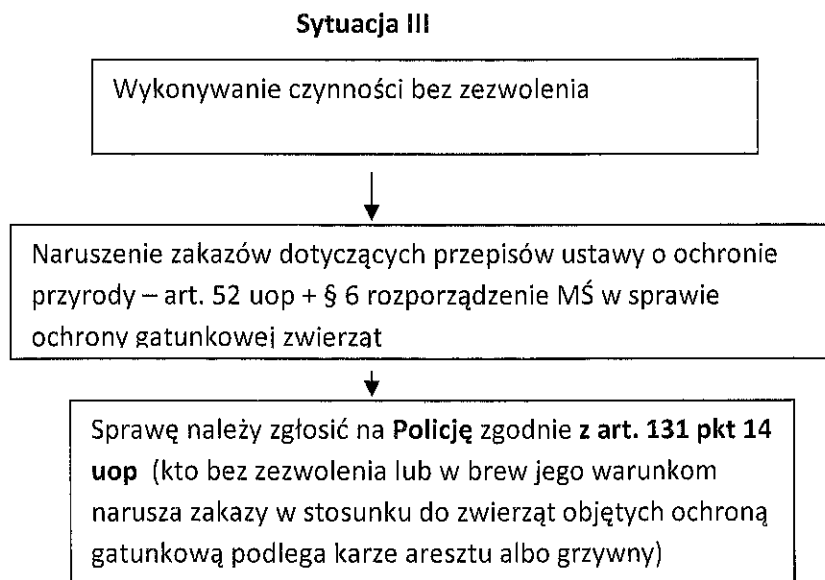 Sytuacja III
Wykonywanie czynności bez zezwolenia
Naruszenie zakazów dotyczących przepisów ustawy o ochronie
przyrody – art. 52 uop + § 6 rozporządzenie MŚ w sprawie
ochrony gatunkowej zwierząt
Sprawę należy zgłosić na Policję zgodnie z art. 131 pkt 14
uop (kto bez zezwolenia lub w brew jego warunkom
narusza zakazy w stosunku do zwierząt objętych ochroną
gatunkową podlega karze aresztu albo grzywny)